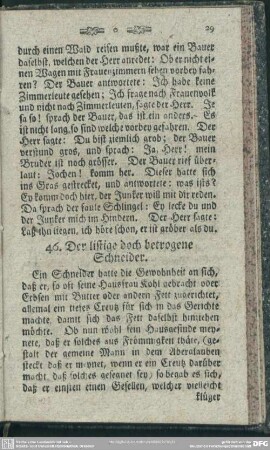 29
durch einen Wald reisen mußte, war ein Bauer
daselbst, welchen der Herr anredet: Ob er nicht ei-
nen Wagen mit Frauenzimmern sehen vorbey fah-
ren? Der Bauer antwortete: Ich habe keine
Zimmerleute gesehen; Ich frage nach Frauenvolk
und nicht nach Zimmerleuten, sagte der Herr. Je
ja so! sprach der Bauer, das ist ein anders. Es
ist nicht lang, so sind welche vorbey gefahren. Der
Herr sagte: Du bist ziemlich grob; der Bauer
verstund gros, und sprach: Ja, Herr! mein
Bruder ist noch grösser. Der Bauer rief über-
laut: Jochen! komm her. Dieser hatte sich
ins Gras gestrecket, und antwortete: was ists?
Ey komm doch hier, der Junker will mit dir reden.
Da sprach der faule Schlingel: Ey lecke du und
der Junker mich im Hindern. Der Herr sagte:
Laß ihn liegen, ich höre schon, er ist gröber als du.
46. Der listige doch betrogene
Schneider.
Ein Schneider hatte die Gewohnheit an sich,
daß er, so oft seine Hausfrau Kohl gebracht oder
Erbsen mit Butter oder andern Fett zugerichtet,
allemal ein tiefes Creutz für sich in das Gerichte
machte, damit sich das Fett daselbst hinziehen
möchte. Ob nun wohl sein Hausgesinde mey-
nete, daß er solches aus Frömmigkeit thäte, (ge-
stalt der gemeine Mann in dem Aberglauben
steckt daß er meynet, wenn er ein Creutz darüber
macht, daß solches gesegnet sey) so begab es sich,
daß er einsten einen Gesellen, welcher vielleicht
klüger